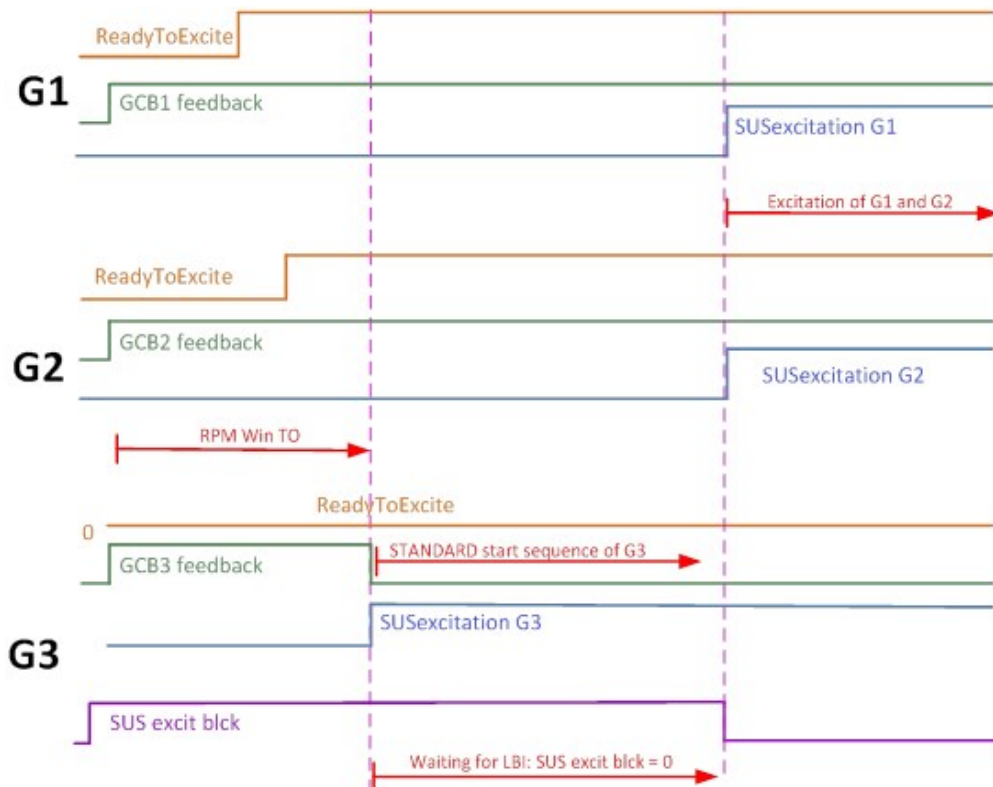 ReadyToExcite
G1
GCB1 feedback
SUSexcitation G1
Excitation of G1 and G2
ReadyToExcite
GCB2 feedback
G2
SUSexcitation G2
RPM Win TO
ReadyToExcite
0
STANDARD start sequence of G3
GCB3 feedback
SUSexcitation G3
G3
SUS excit blck
Waiting for LBI: SUS excit blck = 0